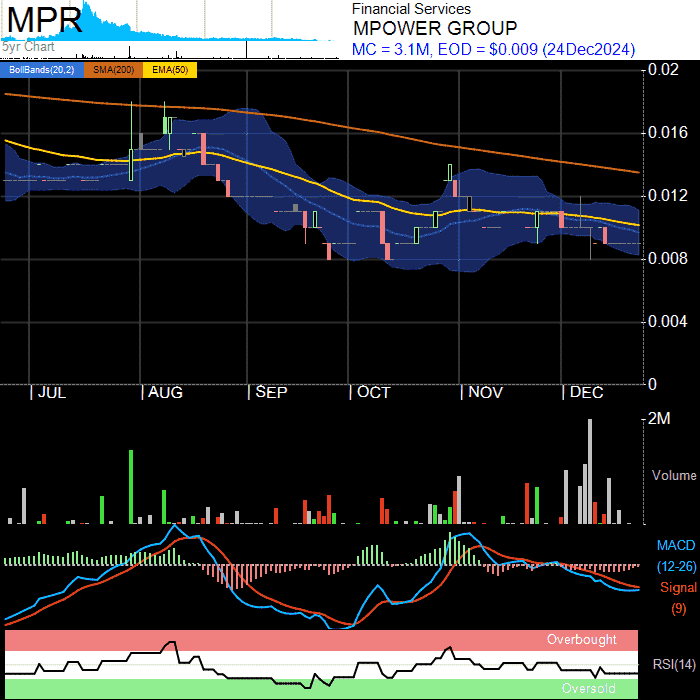 MPR
5yr Chart
Financial Services
MPOWER GROUP
MC = 3.1M, EOD = $0.009 (24Dec2024)
BollBands(20,2) SMA(200) EMA(50)
0.02
0.016
0.012
0.008
0.004
0
JUL AUG SEP OCT NOV DEC
2M
Volume
MACD
(12-26)
Signal
(9)
Overbought
RSI(14)
Oversold